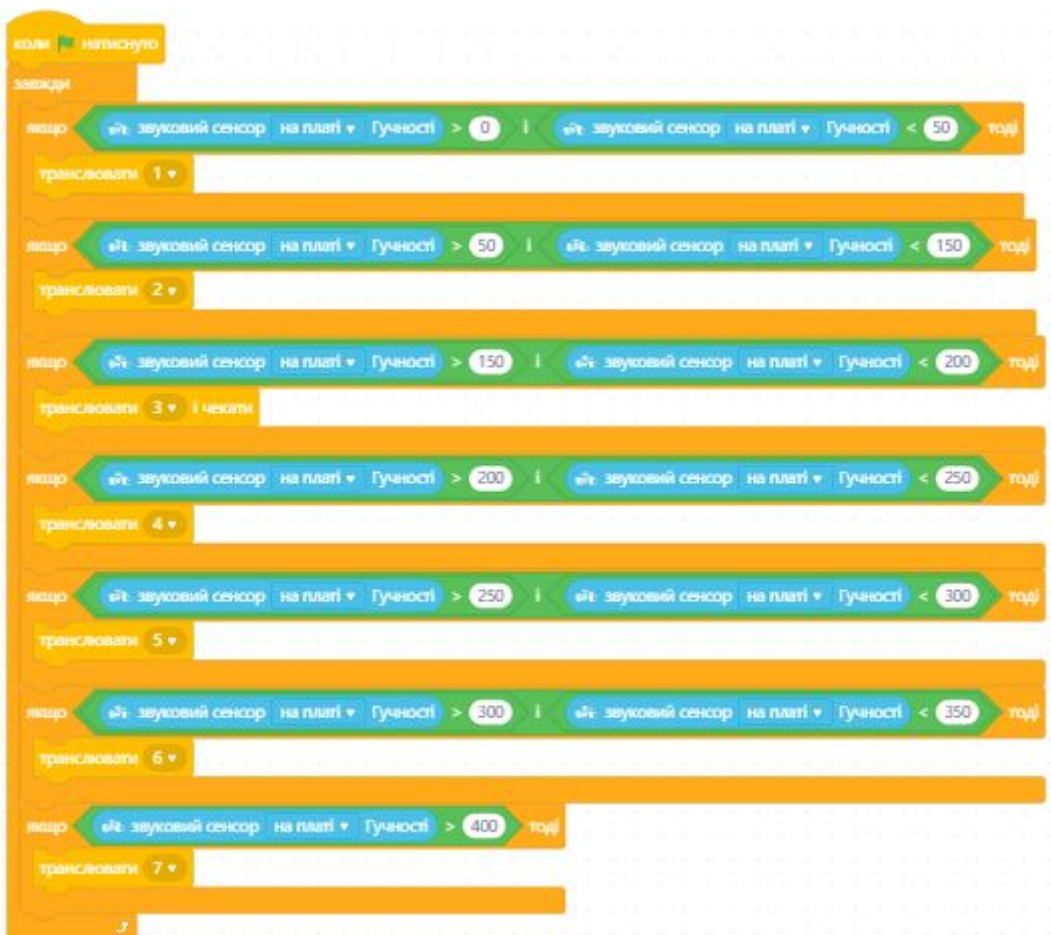 коли натиснуто
завжди
якщо звуковий сенсор на платі Гучності > 0 і звуковий сенсор на платі Гучності < 50 тоді
транслювати 1
якщо звуковий сенсор на платі Гучності > 50 і звуковий сенсор на платі Гучності < 150 тоді
транслювати 2
якщо звуковий сенсор на платі Гучності > 150 і звуковий сенсор на платі Гучності < 200 тоді
транслювати 3 і чекати
якщо звуковий сенсор на платі Гучності > 200 і звуковий сенсор на платі Гучності < 250 тоді
транслювати 4
якщо звуковий сенсор на платі Гучності > 250 і звуковий сенсор на платі Гучності < 300 тоді
транслювати 5
якщо звуковий сенсор на платі Гучності > 300 і звуковий сенсор на платі Гучності < 350 тоді
транслювати 6
якщо звуковий сенсор на платі Гучності > 400 тоді
транслювати 7